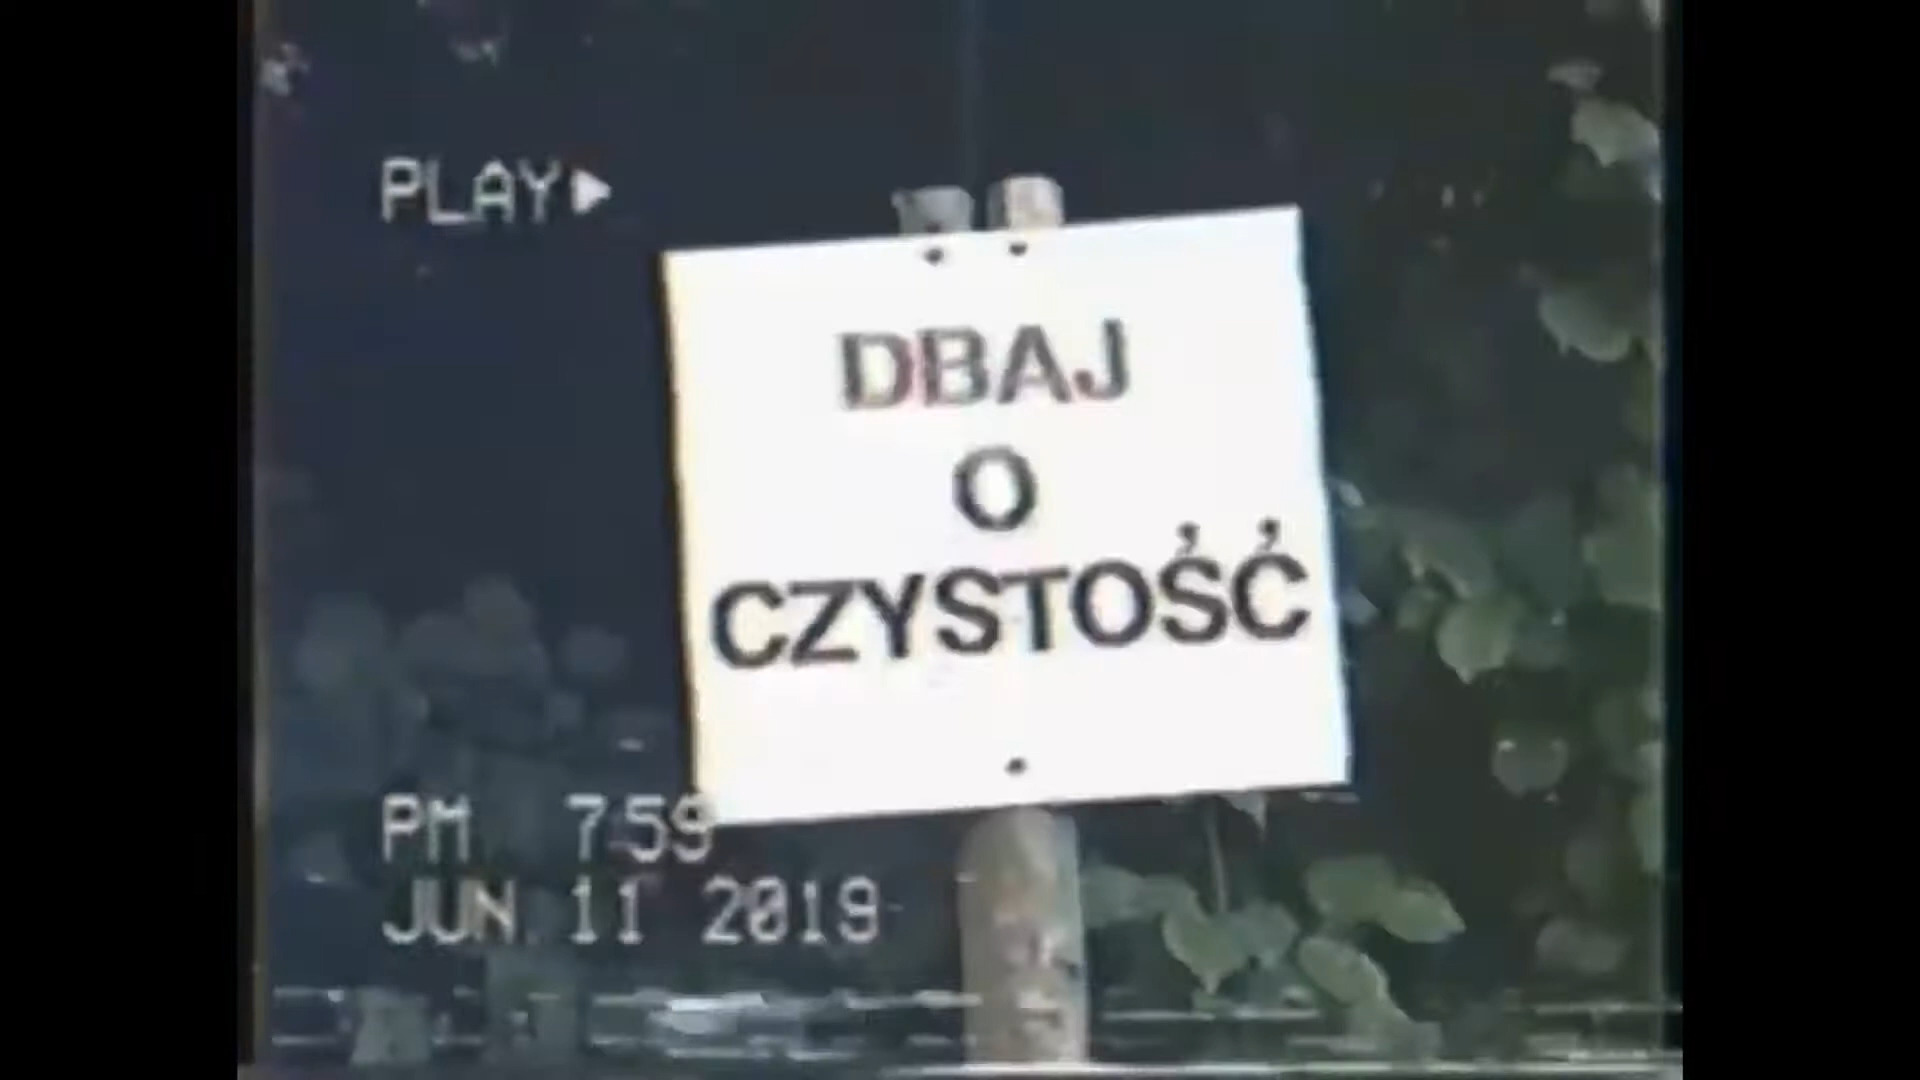 PLAY▶
DBAJ
O
CZYSTOŚĆ
PM 7:59
JUN. 11 2019